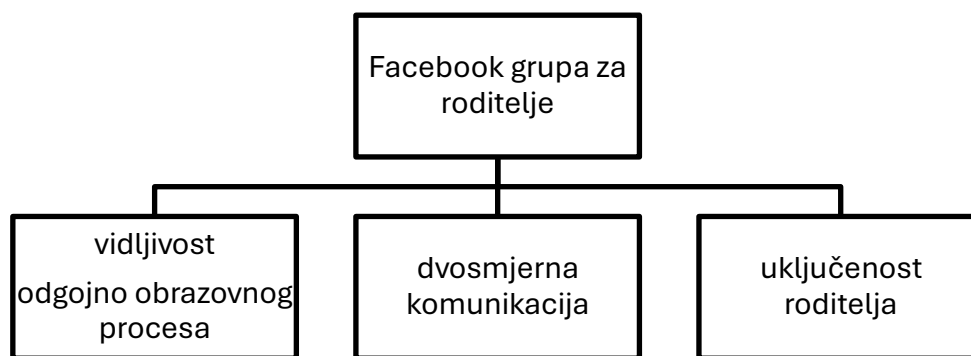 Facebook grupa za
roditelje
vidljivost
odgojno obrazovnog
procesa
dvosmjerna
komunikacija
uključenost
roditelja